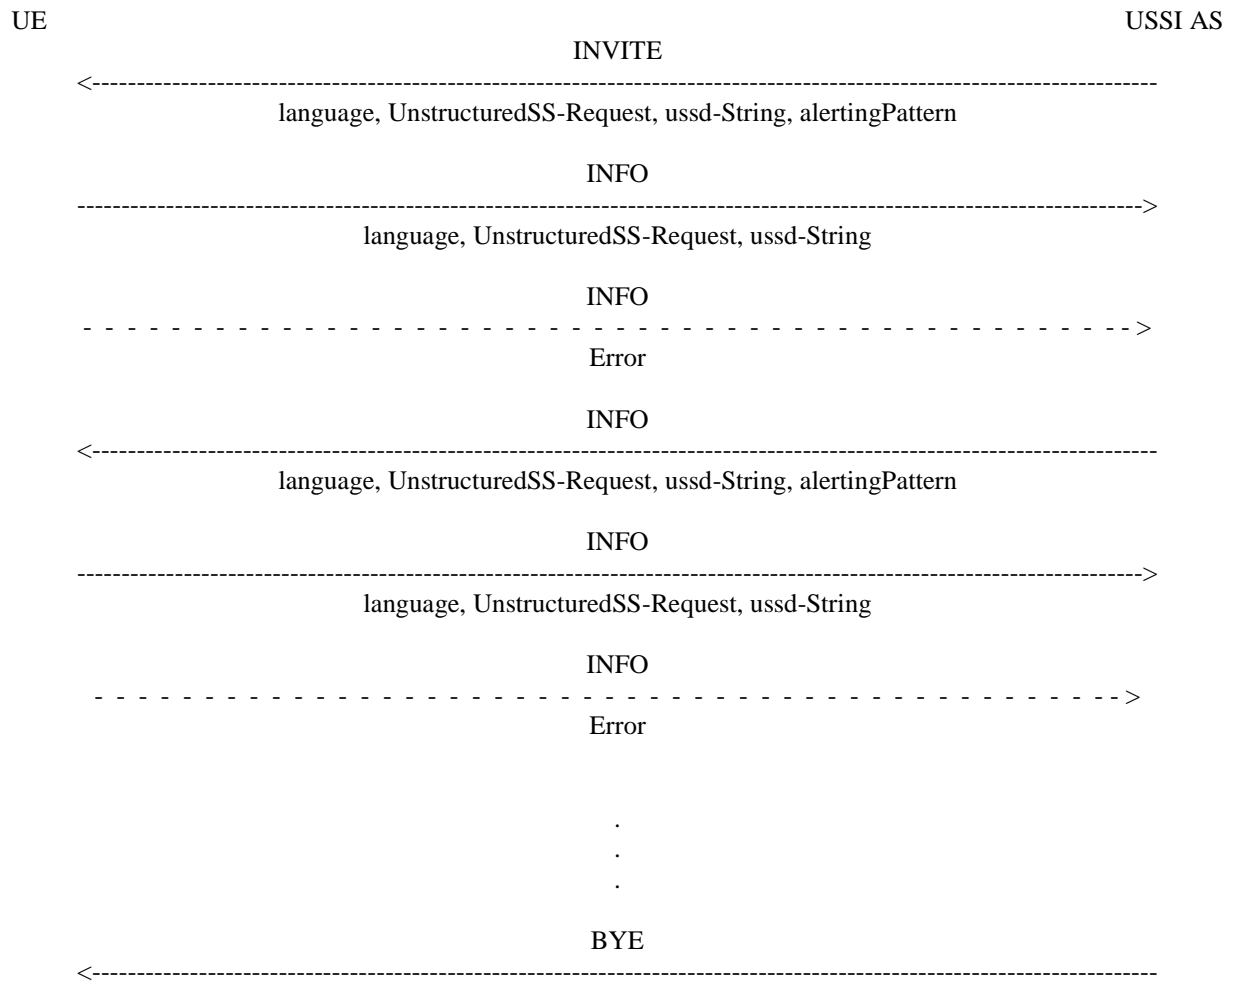 UE USSI AS
INVITE
<----------------------------------------------------------------------------------------------------------------------
language, UnstructuredSS-Request, ussd-String, alertingPattern
INFO
---------------------------------------------------------------------------------------------------------------------->
language, UnstructuredSS-Request, ussd-String
INFO
- - - - - - - - - - - - - - - - - - - - - - - - - - - - - - - - - - - - - - - - - - - - - - - ->
Error
INFO
<----------------------------------------------------------------------------------------------------------------------
language, UnstructuredSS-Request, ussd-String, alertingPattern
INFO
---------------------------------------------------------------------------------------------------------------------->
language, UnstructuredSS-Request, ussd-String
INFO
- - - - - - - - - - - - - - - - - - - - - - - - - - - - - - - - - - - - - - - - - - - - - - ->
Error
.
.
.
BYE
<----------------------------------------------------------------------------------------------------------------------